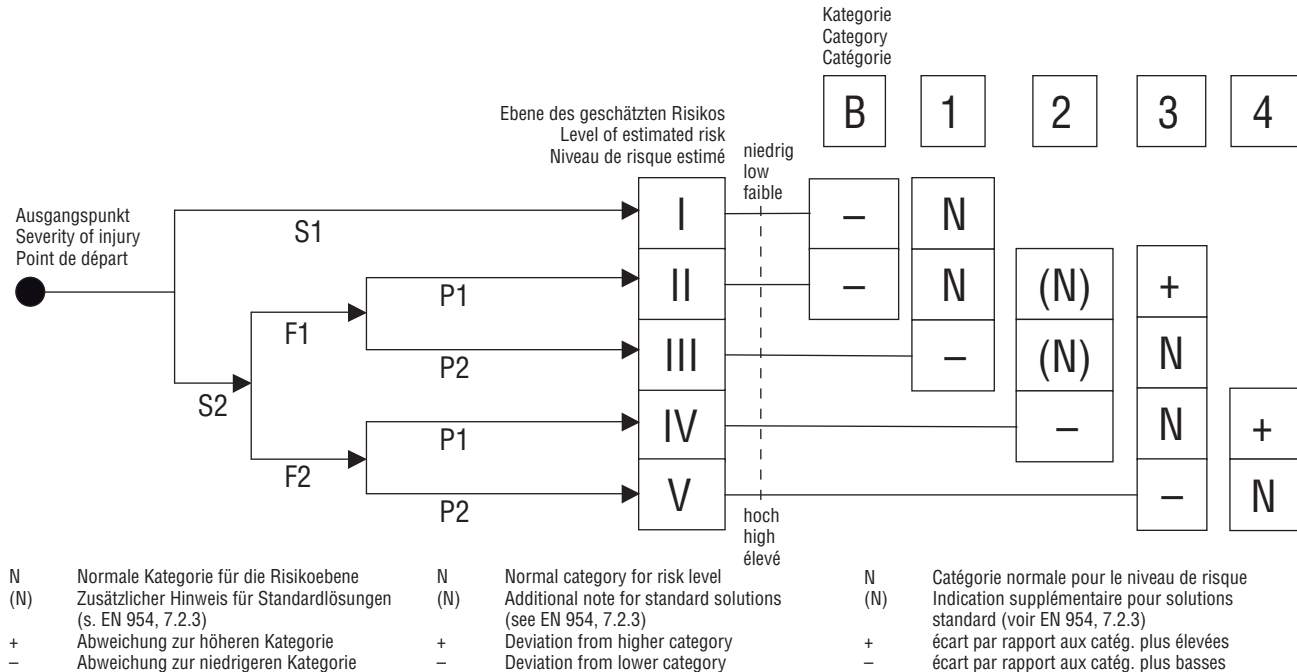 Kategorie
Category
Catégorie
B 1 2 3 4
Ebene des geschätzten Risikos
Level of estimated risk
Niveau de risque estimé
niedrig
low
faible
Ausgangspunkt
Severity of injury
Point de départ
S1
I – N
P1
II – N (N) +
F1
P2
III – (N) N
S2
P1
IV – N +
F2
P2
V – N
hoch
high
élevé
N Normale Kategorie für die Risikoebene
(N) Zusätzlicher Hinweis für Standardlösungen
(s. EN 954, 7.2.3)
+ Abweichung zur höheren Kategorie
– Abweichung zur niedrigeren Kategorie
N Normal category for risk level
(N) Additional note for standard solutions
(see EN 954, 7.2.3)
+ Deviation from higher category
– Deviation from lower category
N Catégorie normale pour le niveau de risque
(N) Indication supplémentaire pour solutions
standard (voir EN 954, 7.2.3)
+ écart par rapport aux catég. plus élevées
– écart par rapport aux catég. plus basses